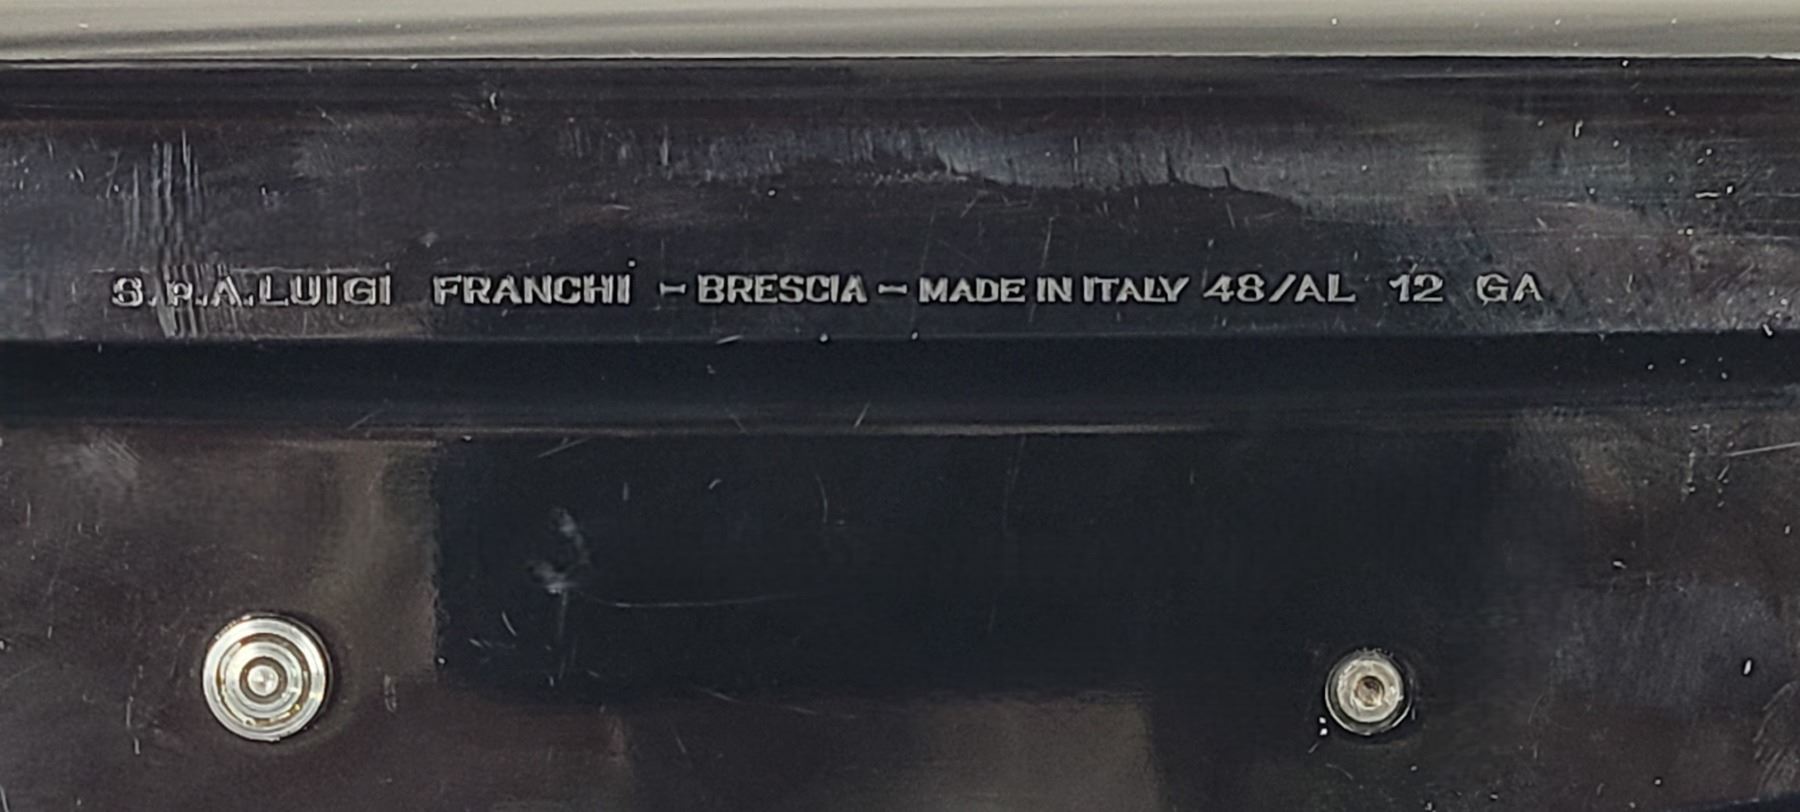 S.P.A. LUIGI FRANCHI - BRESCIA - MADE IN ITALY 48/AL 12 GA